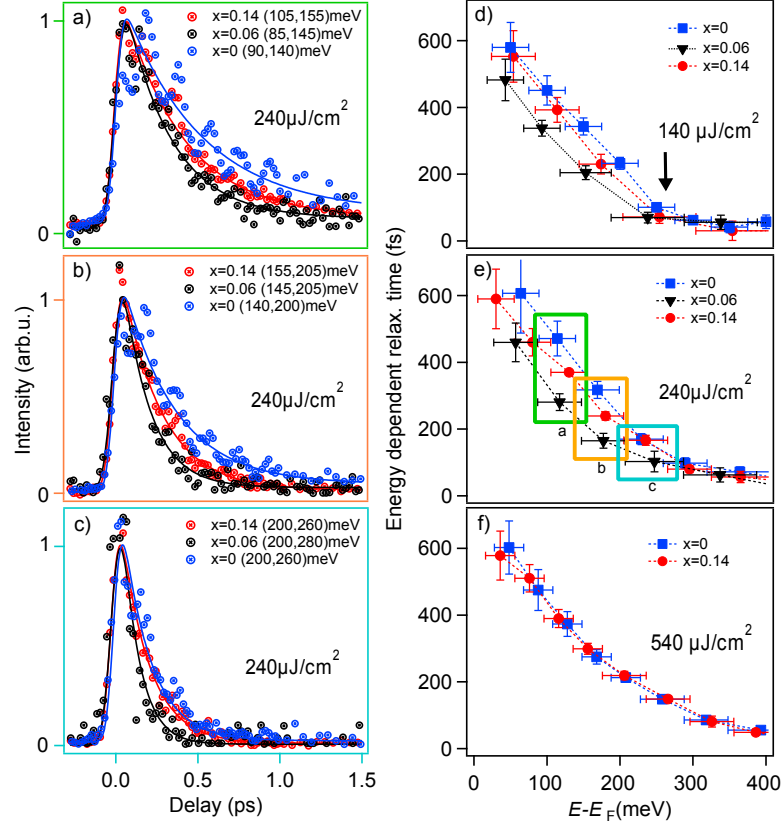 a)
x=0.14 (105,155)meV
x=0.06 (85,145)meV
x=0 (90,140)meV
240μJ/cm²
1
0
b)
x=0.14 (155,205)meV
x=0.06 (145,205)meV
x=0 (140,200)meV
240μJ/cm²
1
0
Intensity (arb.u.)
c)
x=0.14 (200,260)meV
x=0.06 (200,280)meV
x=0 (200,260)meV
240μJ/cm²
1
0
0.0 0.5 1.0 1.5
Delay (ps)
d)
x=0
x=0.06
x=0.14
140 μJ/cm²
600
400
200
0
Energy dependent relax. time (fs)
e)
x=0
x=0.06
x=0.14
240μJ/cm²
a
b
c
600
400
200
0
f)
x=0
x=0.14
540 μJ/cm²
600
400
200
0
0 100 200 300 400
E-E_F(meV)